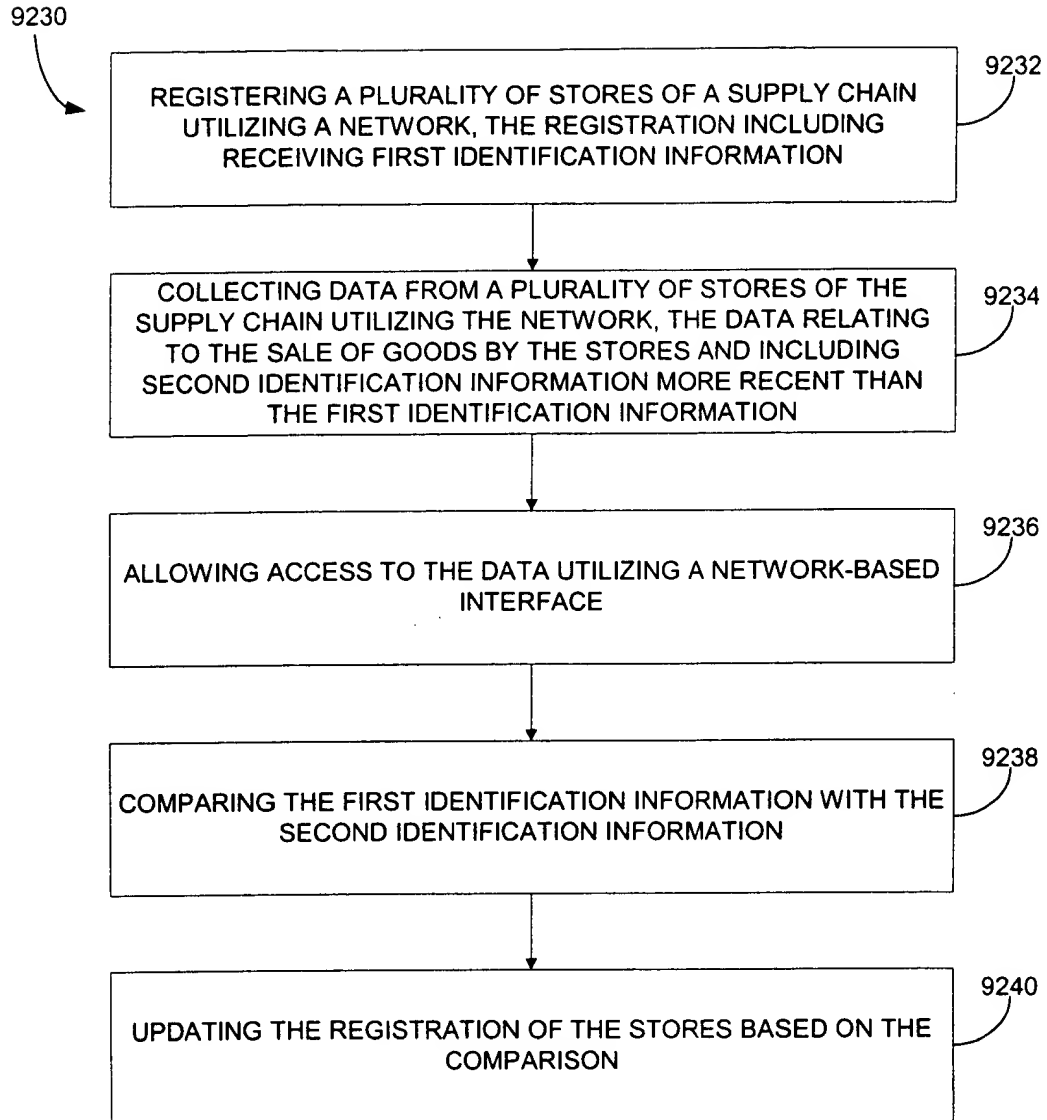 9230
9232
REGISTERING A PLURALITY OF STORES OF A SUPPLY CHAIN
UTILIZING A NETWORK, THE REGISTRATION INCLUDING
RECEIVING FIRST IDENTIFICATION INFORMATION
9234
COLLECTING DATA FROM A PLURALITY OF STORES OF THE
SUPPLY CHAIN UTILIZING THE NETWORK, THE DATA RELATING
TO THE SALE OF GOODS BY THE STORES AND INCLUDING
SECOND IDENTIFICATION INFORMATION MORE RECENT THAN
THE FIRST IDENTIFICATION INFORMATION
9236
ALLOWING ACCESS TO THE DATA UTILIZING A NETWORK-BASED
INTERFACE
9238
COMPARING THE FIRST IDENTIFICATION INFORMATION WITH THE
SECOND IDENTIFICATION INFORMATION
9240
UPDATING THE REGISTRATION OF THE STORES BASED ON THE
COMPARISON